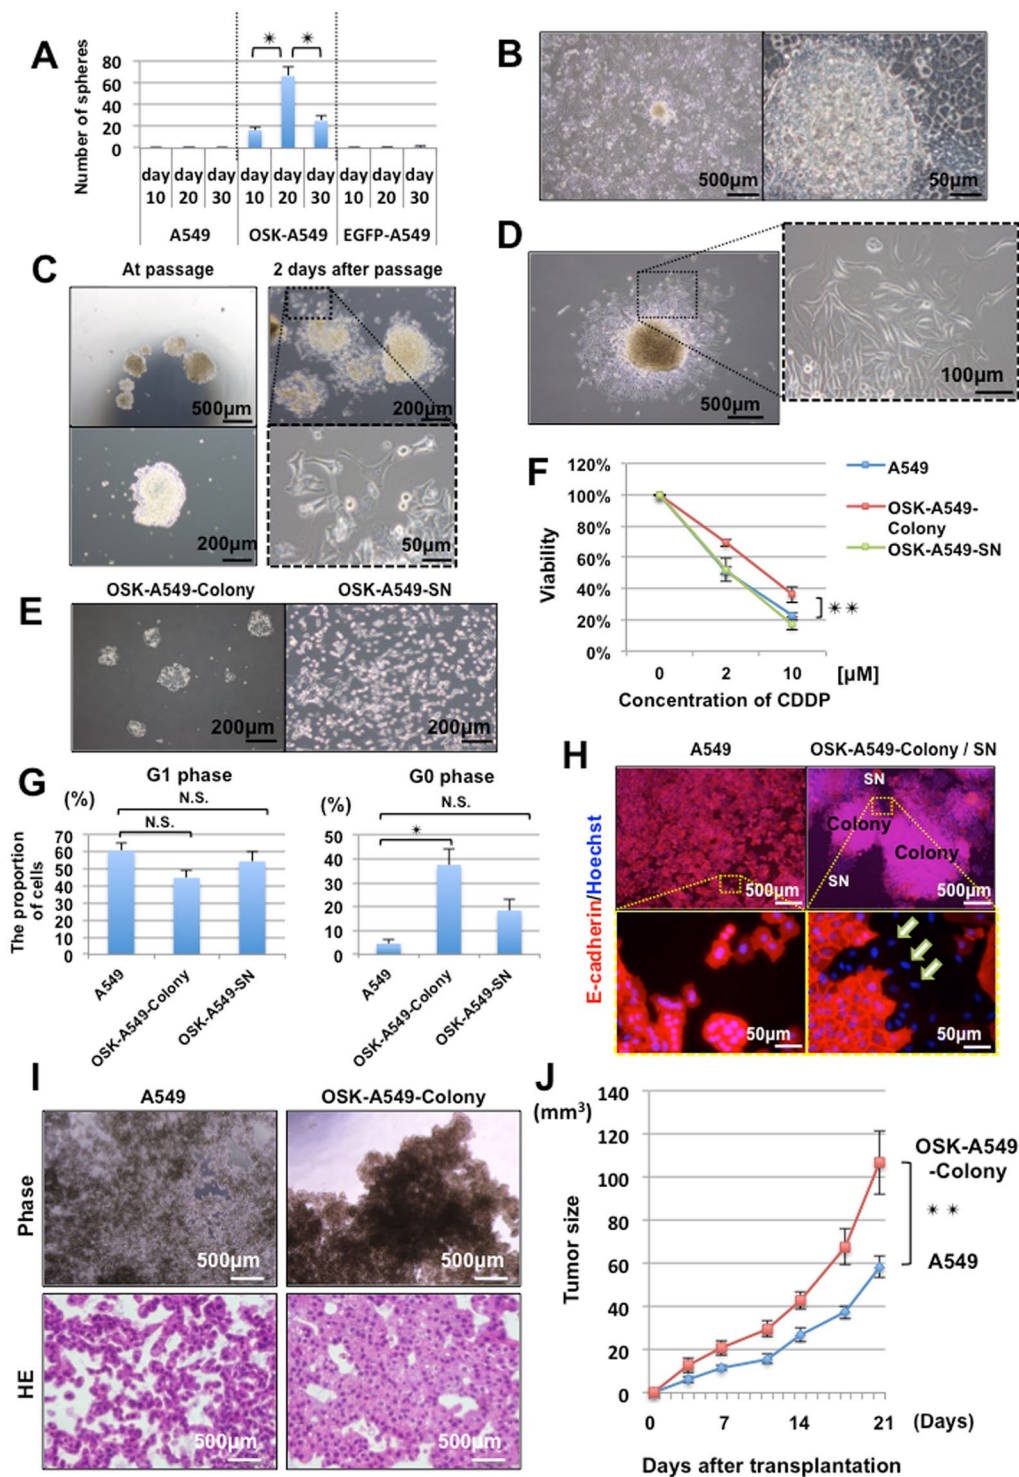 A
Number of spheres
80
60
40
20
0
✴ ✴
day day day day day day day day day
10 20 30 10 20 30 10 20 30
A549 OSK-A549 EGFP-A549
B
500µm 50µm
C
At passage 2 days after passage
500µm 200µm
200µm 50µm
D
500µm 100µm
E
OSK-A549-Colony OSK-A549-SN
200µm 200µm
F
Viability
120%
100%
80%
60%
40%
20%
0%
0 2 10 [µM]
Concentration of CDDP
A549
OSK-A549-
Colony
OSK-A549-SN
✴ ✴
G
G1 phase
(%)
N.S.
N.S.
The proportion
of cells
70
60
50
40
30
20
10
0
A549
OSK-A549-Colony
OSK-A549-SN
G0 phase
(%)
N.S.
✴
50
40
30
20
10
0
A549
OSK-A549-Colony
OSK-A549-SN
H
A549 OSK-A549-Colony / SN
E-cadherin/Hoechst
SN
Colony
Colony
SN
500µm 500µm
50µm 50µm
I
A549 OSK-A549-Colony
Phase
500µm 500µm
HE
500µm 500µm
J
(mm³)
Tumor size
140
120
100
80
60
40
20
0
0 7 14 21 (Days)
Days after transplantation
OSK-A549
-Colony
✴ ✴
A549